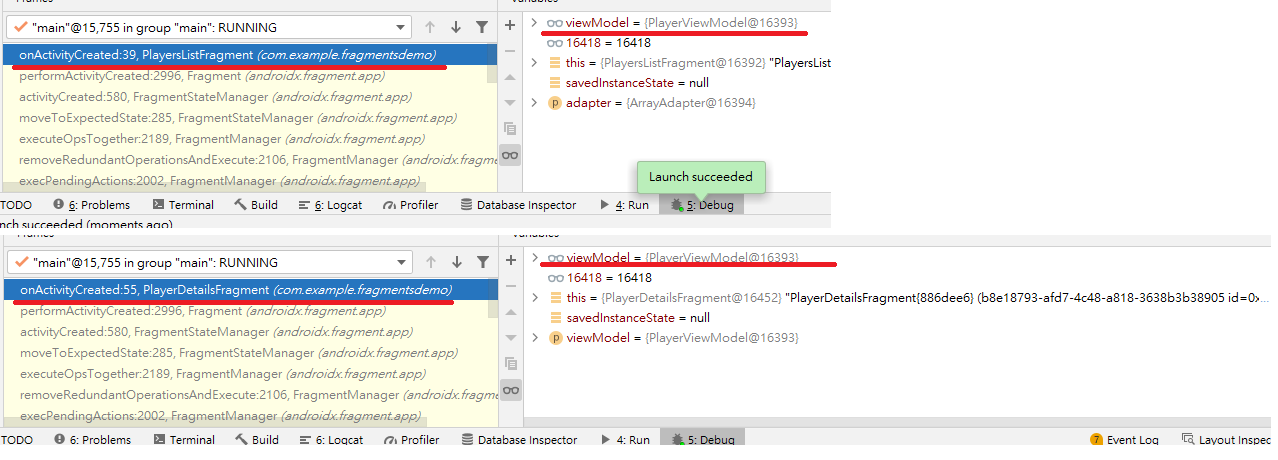 Frames
Variables
"main"@15,755 in group "main": RUNNING
onActivityCreated:39, PlayersListFragment (com.example.fragmentsdemo)
performActivityCreated:2996, Fragment (androidx.fragment.app)
activityCreated:580, FragmentStateManager (androidx.fragment.app)
moveToExpectedState:285, FragmentStateManager (androidx.fragment.app)
executeOpsTogether:2189, FragmentManager (androidx.fragment.app)
removeRedundantOperationsAndExecute:2106, FragmentManager (androidx.fragm
execPendingActions:2002, FragmentManager (androidx.fragment.app)
viewModel = {PlayerViewModel@16393}
16418 = 16418
this = {PlayersListFragment@16392} "PlayersList
savedInstanceState = null
p adapter = {ArrayAdapter@16394}
Launch succeeded
TODO 6: Problems Terminal Build 6: Logcat Profiler Database Inspector 4: Run 5: Debug
nch succeeded (moments ago)
Frames
Variables
"main"@15,755 in group "main": RUNNING
onActivityCreated:55, PlayerDetailsFragment (com.example.fragmentsdemo)
performActivityCreated:2996, Fragment (androidx.fragment.app)
activityCreated:580, FragmentStateManager (androidx.fragment.app)
moveToExpectedState:285, FragmentStateManager (androidx.fragment.app)
executeOpsTogether:2189, FragmentManager (androidx.fragment.app)
removeRedundantOperationsAndExecute:2106, FragmentManager (androidx.fragm
execPendingActions:2002, FragmentManager (androidx.fragment.app)
viewModel = {PlayerViewModel@16393}
16418 = 16418
this = {PlayerDetailsFragment@16452} "PlayerDetailsFragment{886dee6} (b8e18793-afd7-4c48-a818-3638b3b38905 id=0x...
savedInstanceState = null
p viewModel = {PlayerViewModel@16393}
TODO 6: Problems Terminal Build 6: Logcat Profiler Database Inspector 4: Run 5: Debug 7 Event Log Layout Inspec